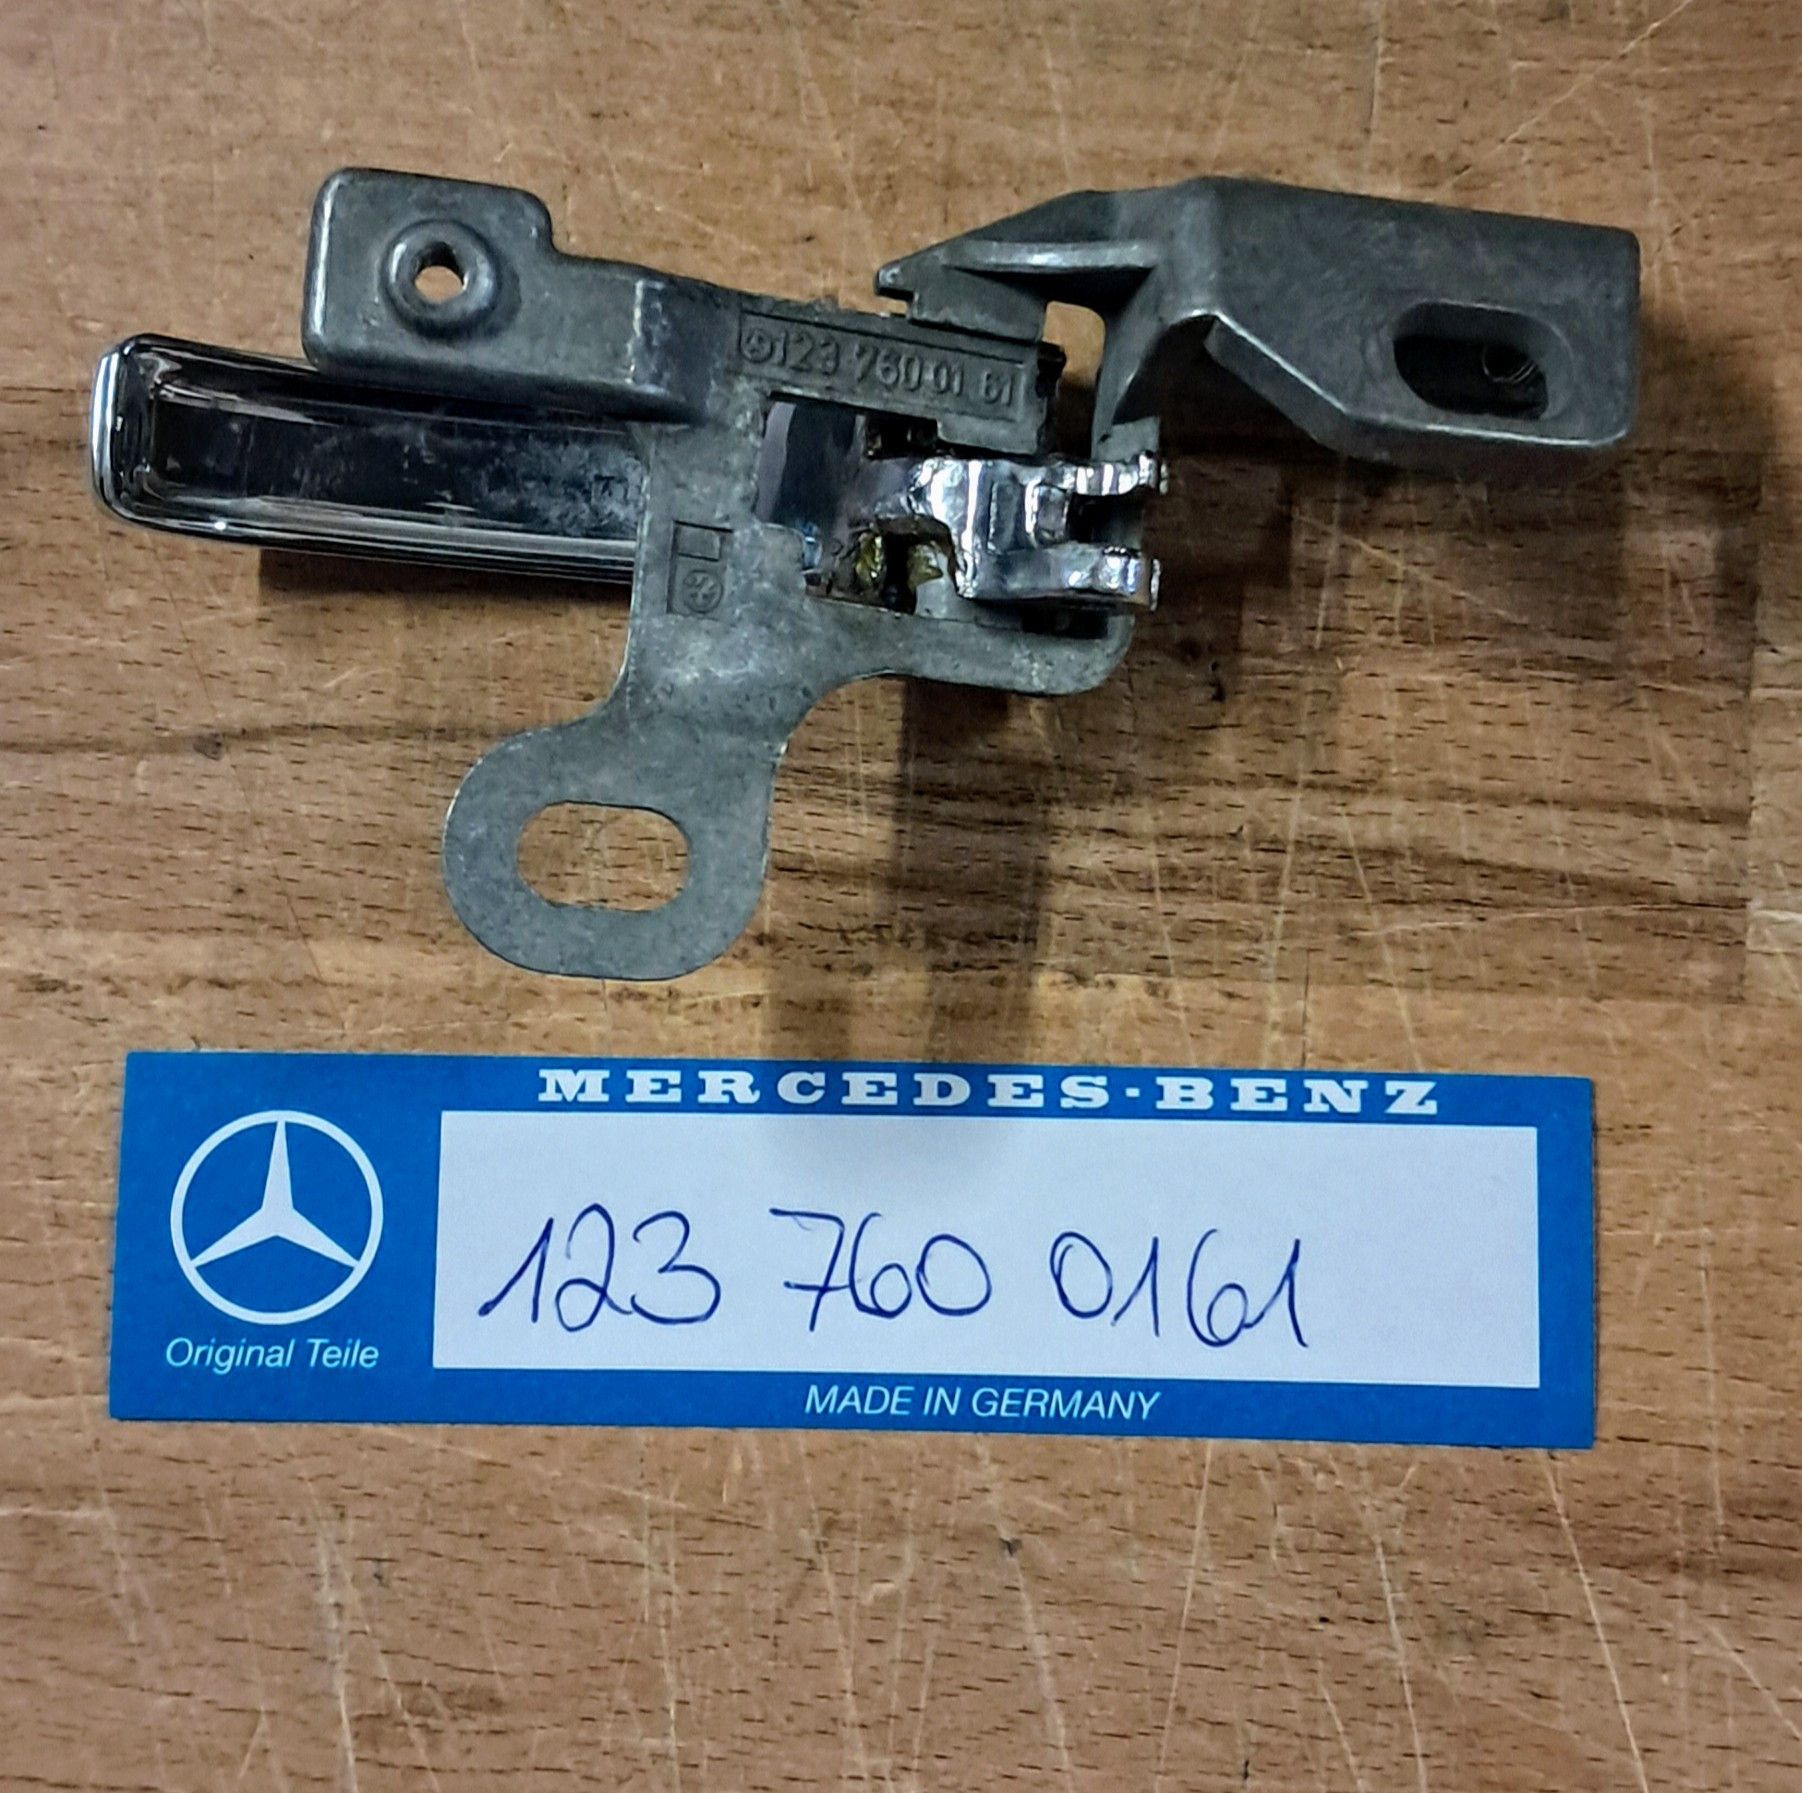 123 760 01 61
L
MERCEDES-BENZ
123 760 0161
Original Teile
MADE IN GERMANY